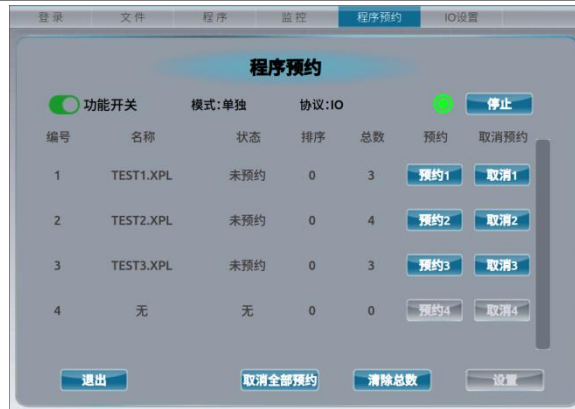 登录 文件 程序 监控 程序预约 IO设置
程序预约
功能开关 模式:单独 协议:IO 停止
编号 名称 状态 排序 总数 预约 取消预约
1 TEST1.XPL 未预约 0 3 预约1 取消1
2 TEST2.XPL 未预约 0 4 预约2 取消2
3 TEST3.XPL 未预约 0 3 预约3 取消3
4 无 无 0 0 预约4 取消4
退出 取消全部预约 清除总数 设置